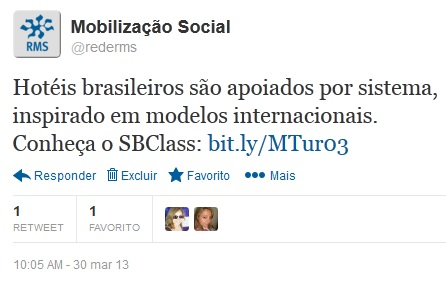 RMS
Mobilização Social
@rederms
Hotéis brasileiros são apoiados por sistema,
inspirado em modelos internacionais.
Conheça o SBClass: bit.ly/MTur03
Responder Excluir Favorito Mais
1 1
RETWEET FAVORITO
10:05 AM - 30 mar 13